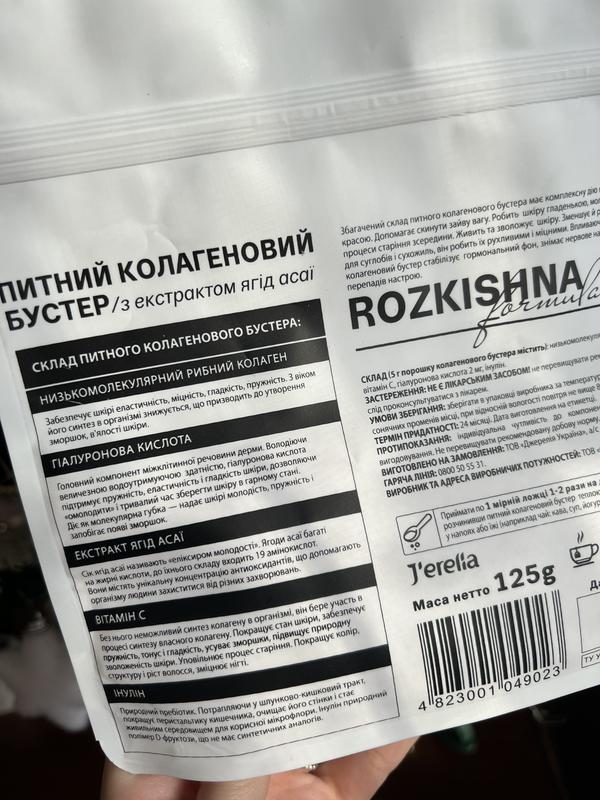 ПИТНИЙ КОЛАГЕНОВИЙ
БУСТЕР/з екстрактом ягід асаї
СКЛАД ПИТНОГО КОЛАГЕНОВОГО БУСТЕРА:
НИЗЬКОМОЛЕКУЛЯРНИЙ РИБНИЙ КОЛАГЕН
Забезпечує шкірі еластичність, міцність, гладкість, пружність. З віком
його синтез в організмі знижується, що призводить до утворення
зморшок, в'ялості шкіри.
ГІАЛУРОНОВА КИСЛОТА
Головний компонент міжклітинної речовини дерми. Володіючи
величезною водоутримуючою здатністю, гіалуронова кислота
підтримує пружність, еластичність і гладкість шкіри, дозволяючи
«омолодити» і тривалий час зберегти шкіру в гарному стані.
Діє як молекулярна губка — надає шкірі молодість, пружність і
запобігає появі зморшок.
ЕКСТРАКТ ЯГІД АСАЇ
Сік ягід асаї називають «еліксиром молодості». Ягоди асаї багаті
на жирні кислоти, до їхнього складу входить 19 амінокислот.
Вони містять унікальну концентрацію антиоксидантів, що допомагають
організму людини захиститися від різних захворювань.
ВІТАМІН С
Без нього неможливий синтез колагену в організмі, він бере участь в
процесі синтезу власного колагену. Покращує стан шкіри, забезпечує
пружність, тонус і гладкість, усуває зморшки, підвищує природну
зволоженість шкіри. Уповільнює процес старіння. Покращує колір,
структуру і ріст волосся, зміцнює нігті.
ІНУЛІН
Природний пребіотик. Потрапляючи у шлунково-кишковий тракт,
покращує перистальтику кишечника, очищає його стінки і стає
живильним середовищем для корисної мікрофлори. Інулін природний
полімер D-фруктози, що не має синтетичних аналогів.
Збагачений склад питного колагенового бустера має комплексну дію
красою. Допомагає скинути зайву вагу. Робить шкіру гладенькою,
процеси старіння зсередини. Живить та зволожує шкіру. Зменшує
для суглобів і сухожиль, він робить їх рухливими і міцними.
колагеновий бустер стабілізує гормональний фон, знімає нервове
перепадів настрою.
ROZKISHNA
formula
СКЛАД (5 г порошку колагенового бустера містить): низькомолекуля
вітамін С, гіалуронова кислота 2 мг, інулін.
ЗАСТЕРЕЖЕННЯ: НЕ Є ЛІКАРСЬКИМ ЗАСОБОМ! не перевищувати
слід проконсультуватися з лікарем.
УМОВИ ЗБЕРІГАННЯ: зберігати в упаковці виробника за температури
сонячних променів місці, при відносній вологості повітря не вище
ТЕРМІН ПРИДАТНОСТІ: 24 місяці. Дата виготовлення на етикетці.
ПРОТИПОКАЗАННЯ: індивідуальна чутливість до компонен
вигодовування. Не перевищувати рекомендовану добову норму.
ВИГОТОВЛЕНО НА ЗАМОВЛЕННЯ: ТОВ «Джерелія Україна», а/с
ГАРЯЧА ЛІНІЯ: 0800 50 55 31.
ВИРОБНИК ТА АДРЕСА ВИРОБНИЧИХ ПОТУЖНОСТЕЙ: ТОВ
Приймати по 1 мірній ложці 1-2 рази на
розчинивши питний колагеновий бустер
у напоях або їжі (наприклад чай, кава, суп, йогур
J'erelia
Маса нетто 125g
4 823001 049023
ТУ У